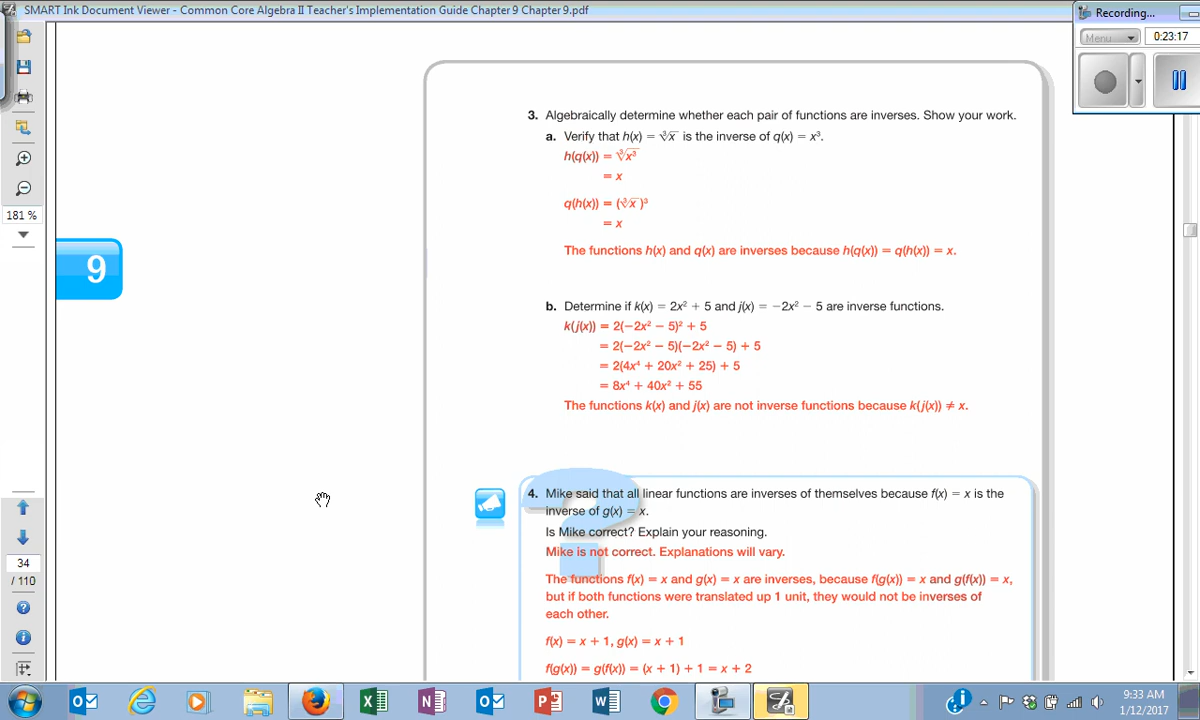 SMART Ink Document Viewer - Common Core Algebra II Teacher's Implementation Guide Chapter 9 Chapter 9.pdf
Recording...
Menu
0:23:17
181 %
34
/ 110
9
3. Algebraically determine whether each pair of functions are inverses. Show your work.
a. Verify that h(x) = ∛x is the inverse of q(x) = x³.
h(q(x)) = ∛x³
= x
q(h(x)) = (∛x)³
= x
The functions h(x) and q(x) are inverses because h(q(x)) = q(h(x)) = x.
b. Determine if k(x) = 2x² + 5 and j(x) = −2x² − 5 are inverse functions.
k(j(x)) = 2(−2x² − 5)² + 5
= 2(−2x² − 5)(−2x² − 5) + 5
= 2(4x⁴ + 20x² + 25) + 5
= 8x⁴ + 40x² + 55
The functions k(x) and j(x) are not inverse functions because k(j(x)) ≠ x.
4. Mike said that all linear functions are inverses of themselves because f(x) = x is the
inverse of g(x) = x.
Is Mike correct? Explain your reasoning.
Mike is not correct. Explanations will vary.
The functions f(x) = x and g(x) = x are inverses, because f(g(x)) = x and g(f(x)) = x,
but if both functions were translated up 1 unit, they would not be inverses of
each other.
f(x) = x + 1, g(x) = x + 1
f(g(x)) = g(f(x)) = (x + 1) + 1 = x + 2
9:33 AM
1/12/2017